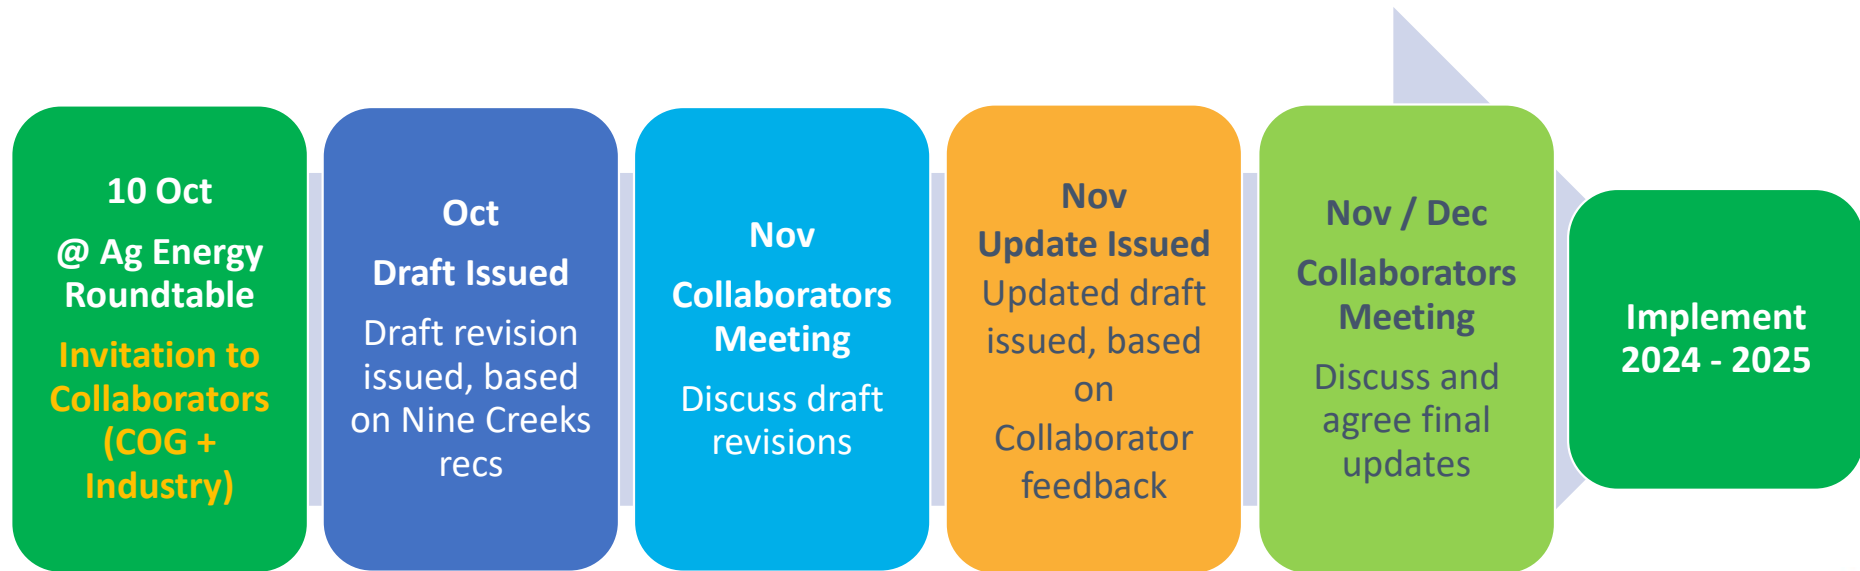 10 Oct
@ Ag Energy
Roundtable
Invitation to
Collaborators
(COG +
Industry)
Oct
Draft Issued
Draft revision
issued, based
on Nine Creeks
recs
Nov
Collaborators
Meeting
Discuss draft
revisions
Nov
Update Issued
Updated draft
issued, based
on
Collaborator
feedback
Nov / Dec
Collaborators
Meeting
Discuss and
agree final
updates
Implement
2024 - 2025